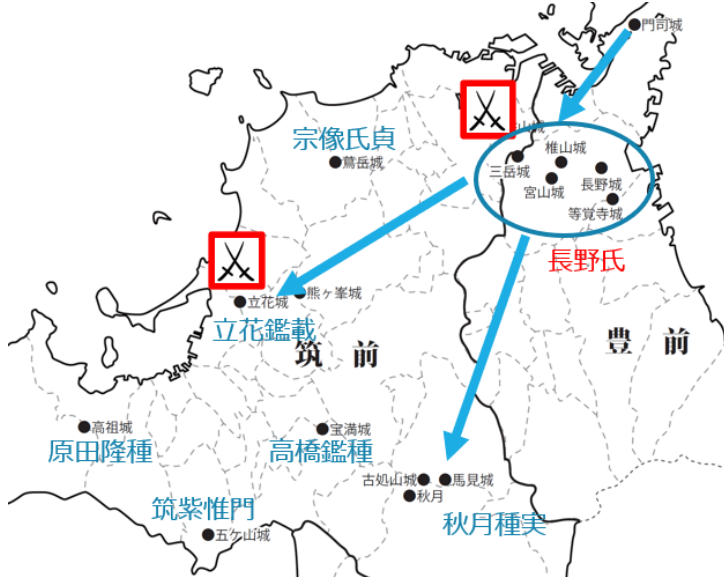 門司城
山城
椎山城
三岳城
長野城
宮山城
等覚寺城
長野氏
宗像氏貞
蔦岳城
立花城
熊ヶ峯城
立花鑑載
筑前
豊前
高祖城
原田隆種
宝満城
高橋鑑種
古処山城
馬見城
秋月
秋月種実
筑紫惟門
五ケ山城